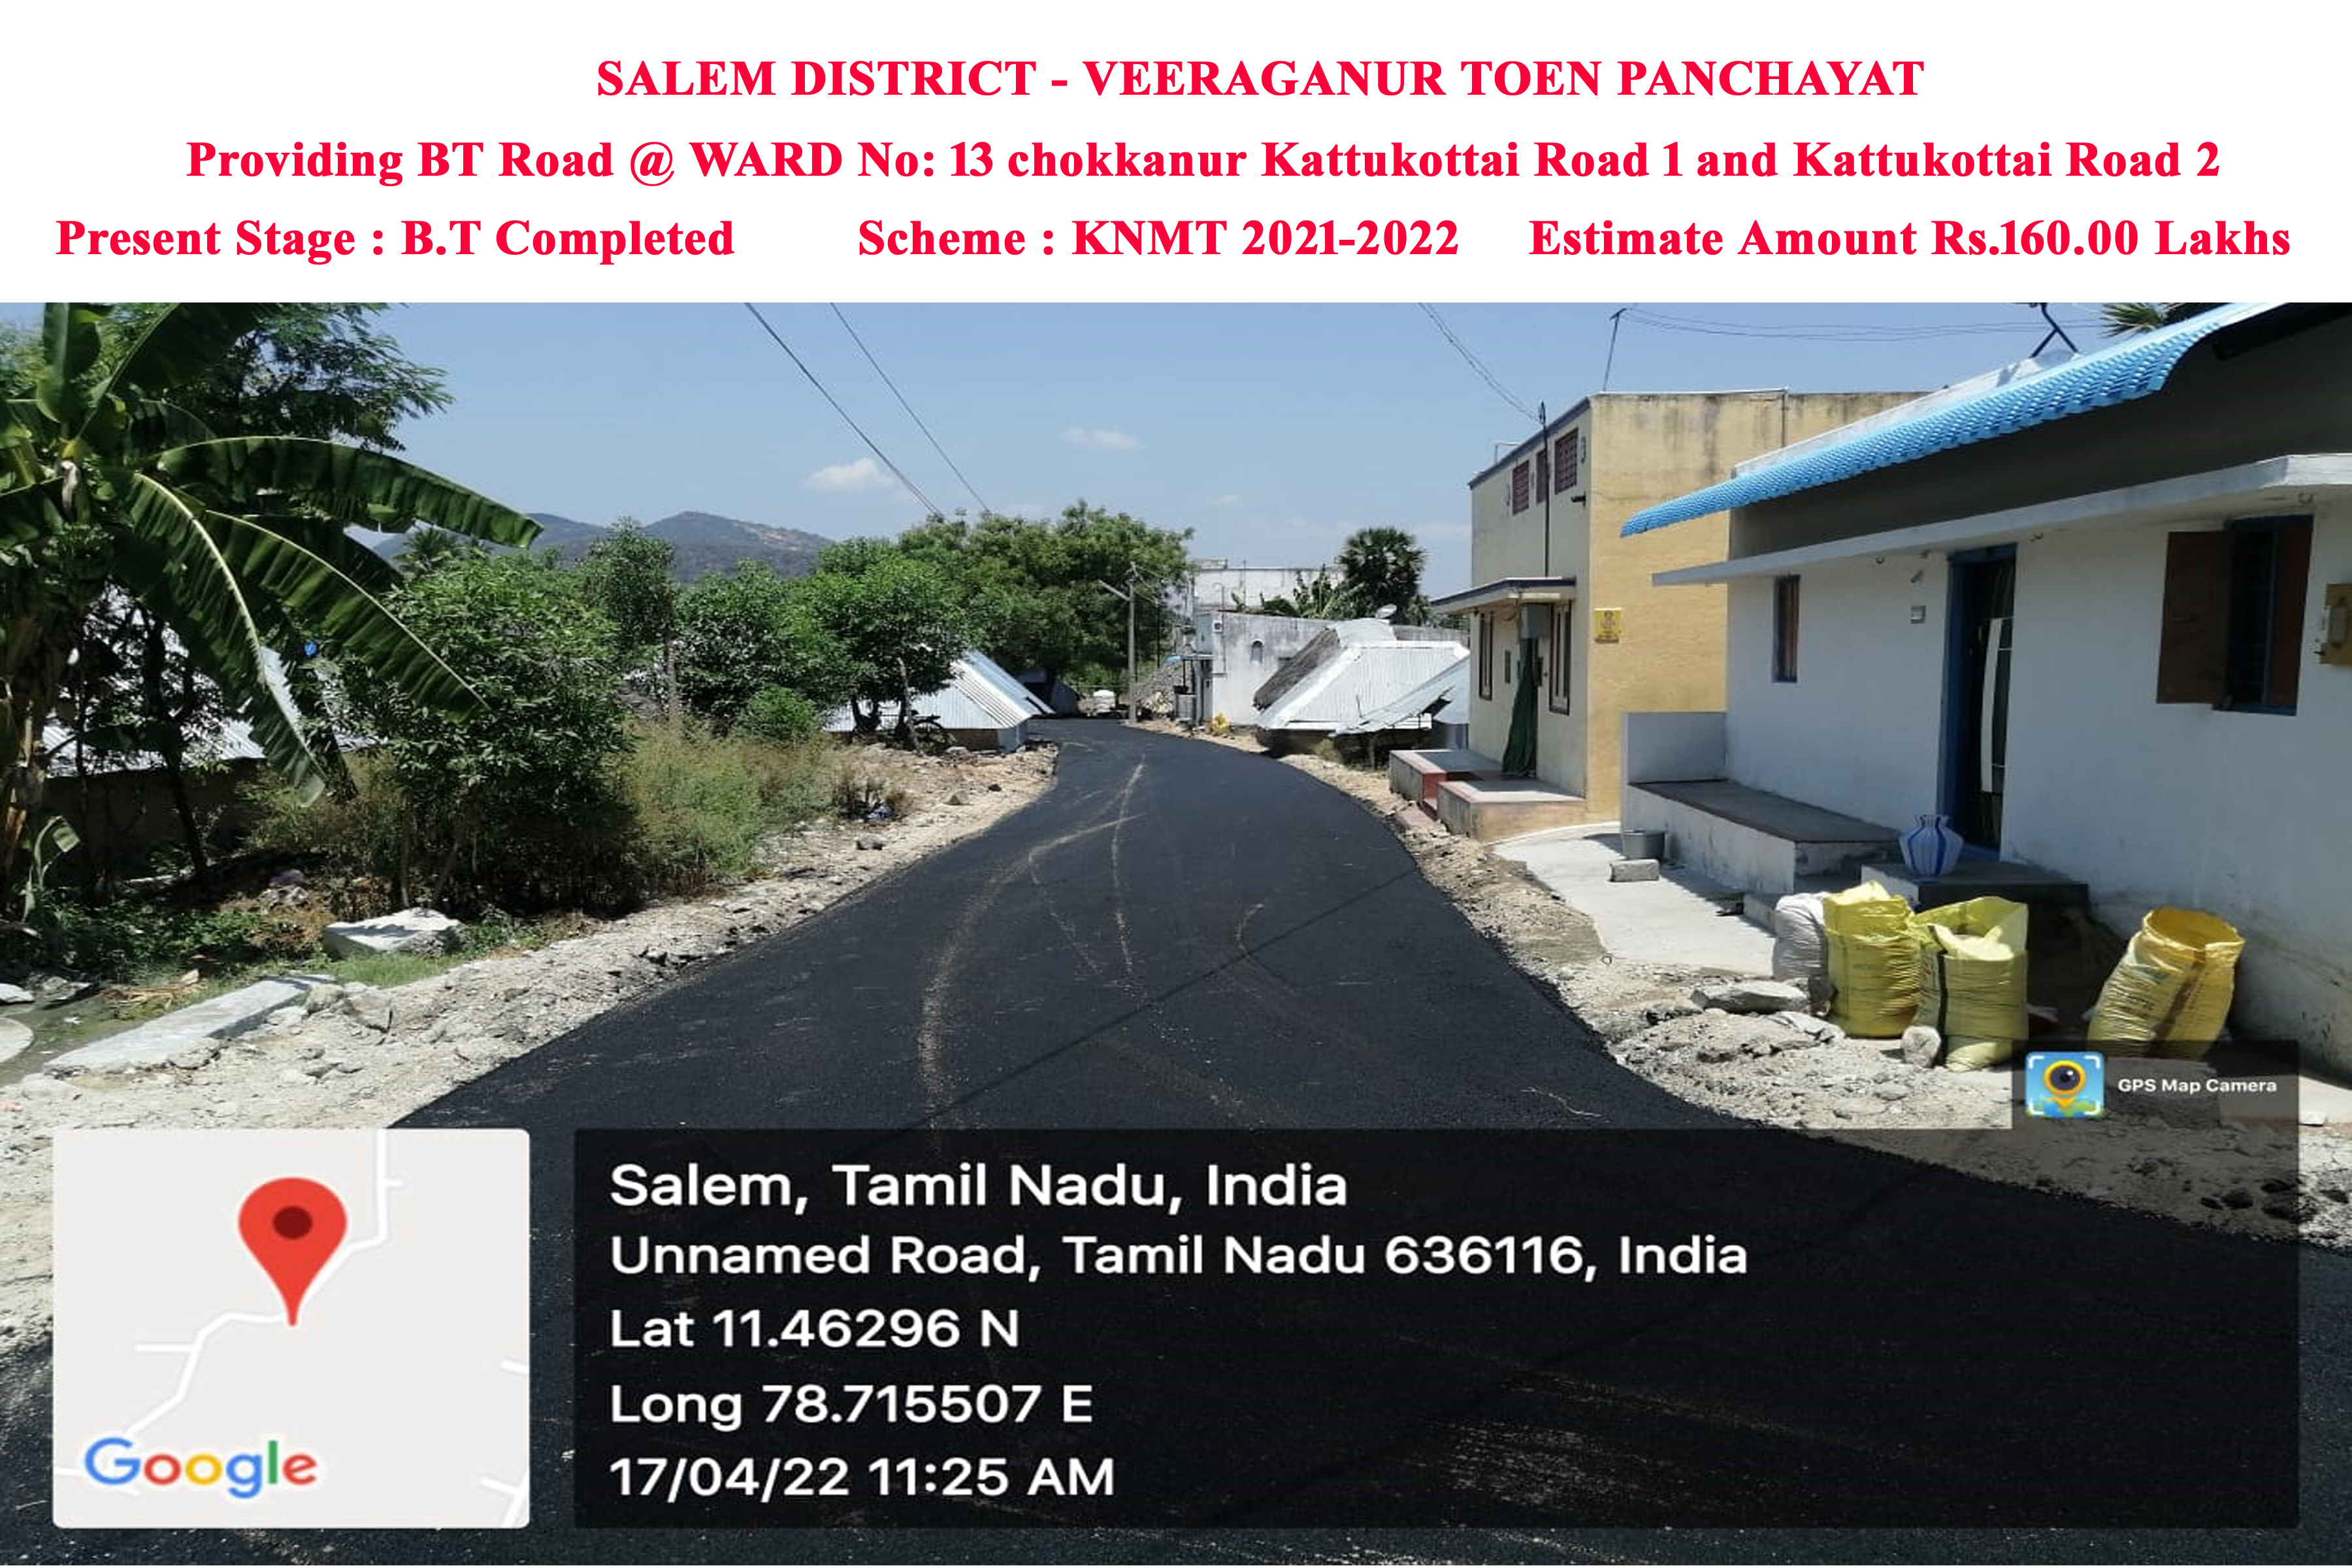 SALEM DISTRICT - VEERAGANUR TOEN PANCHAYAT
Providing BT Road @ WARD No: 13 chokkanur Kattukottai Road 1 and Kattukottai Road 2
Present Stage : B.T Completed Scheme : KNMT 2021-2022 Estimate Amount Rs.160.00 Lakhs
GPS Map Camera
Salem, Tamil Nadu, India
Unnamed Road, Tamil Nadu 636116, India
Lat 11.46296 N
Long 78.715507 E
17/04/22 11:25 AM
Google